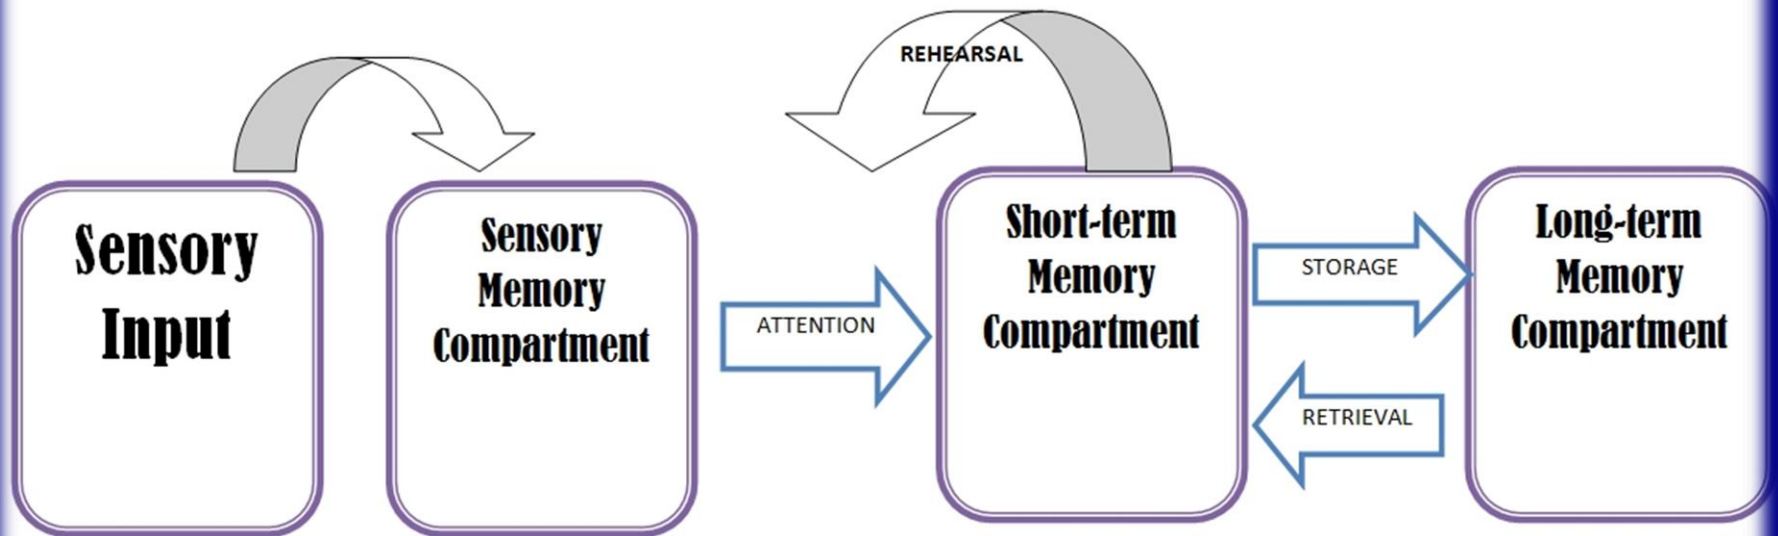 REHEARSAL
Sensory
Input
Sensory
Memory
Compartment
ATTENTION
Short-term
Memory
Compartment
STORAGE
RETRIEVAL
Long-term
Memory
Compartment